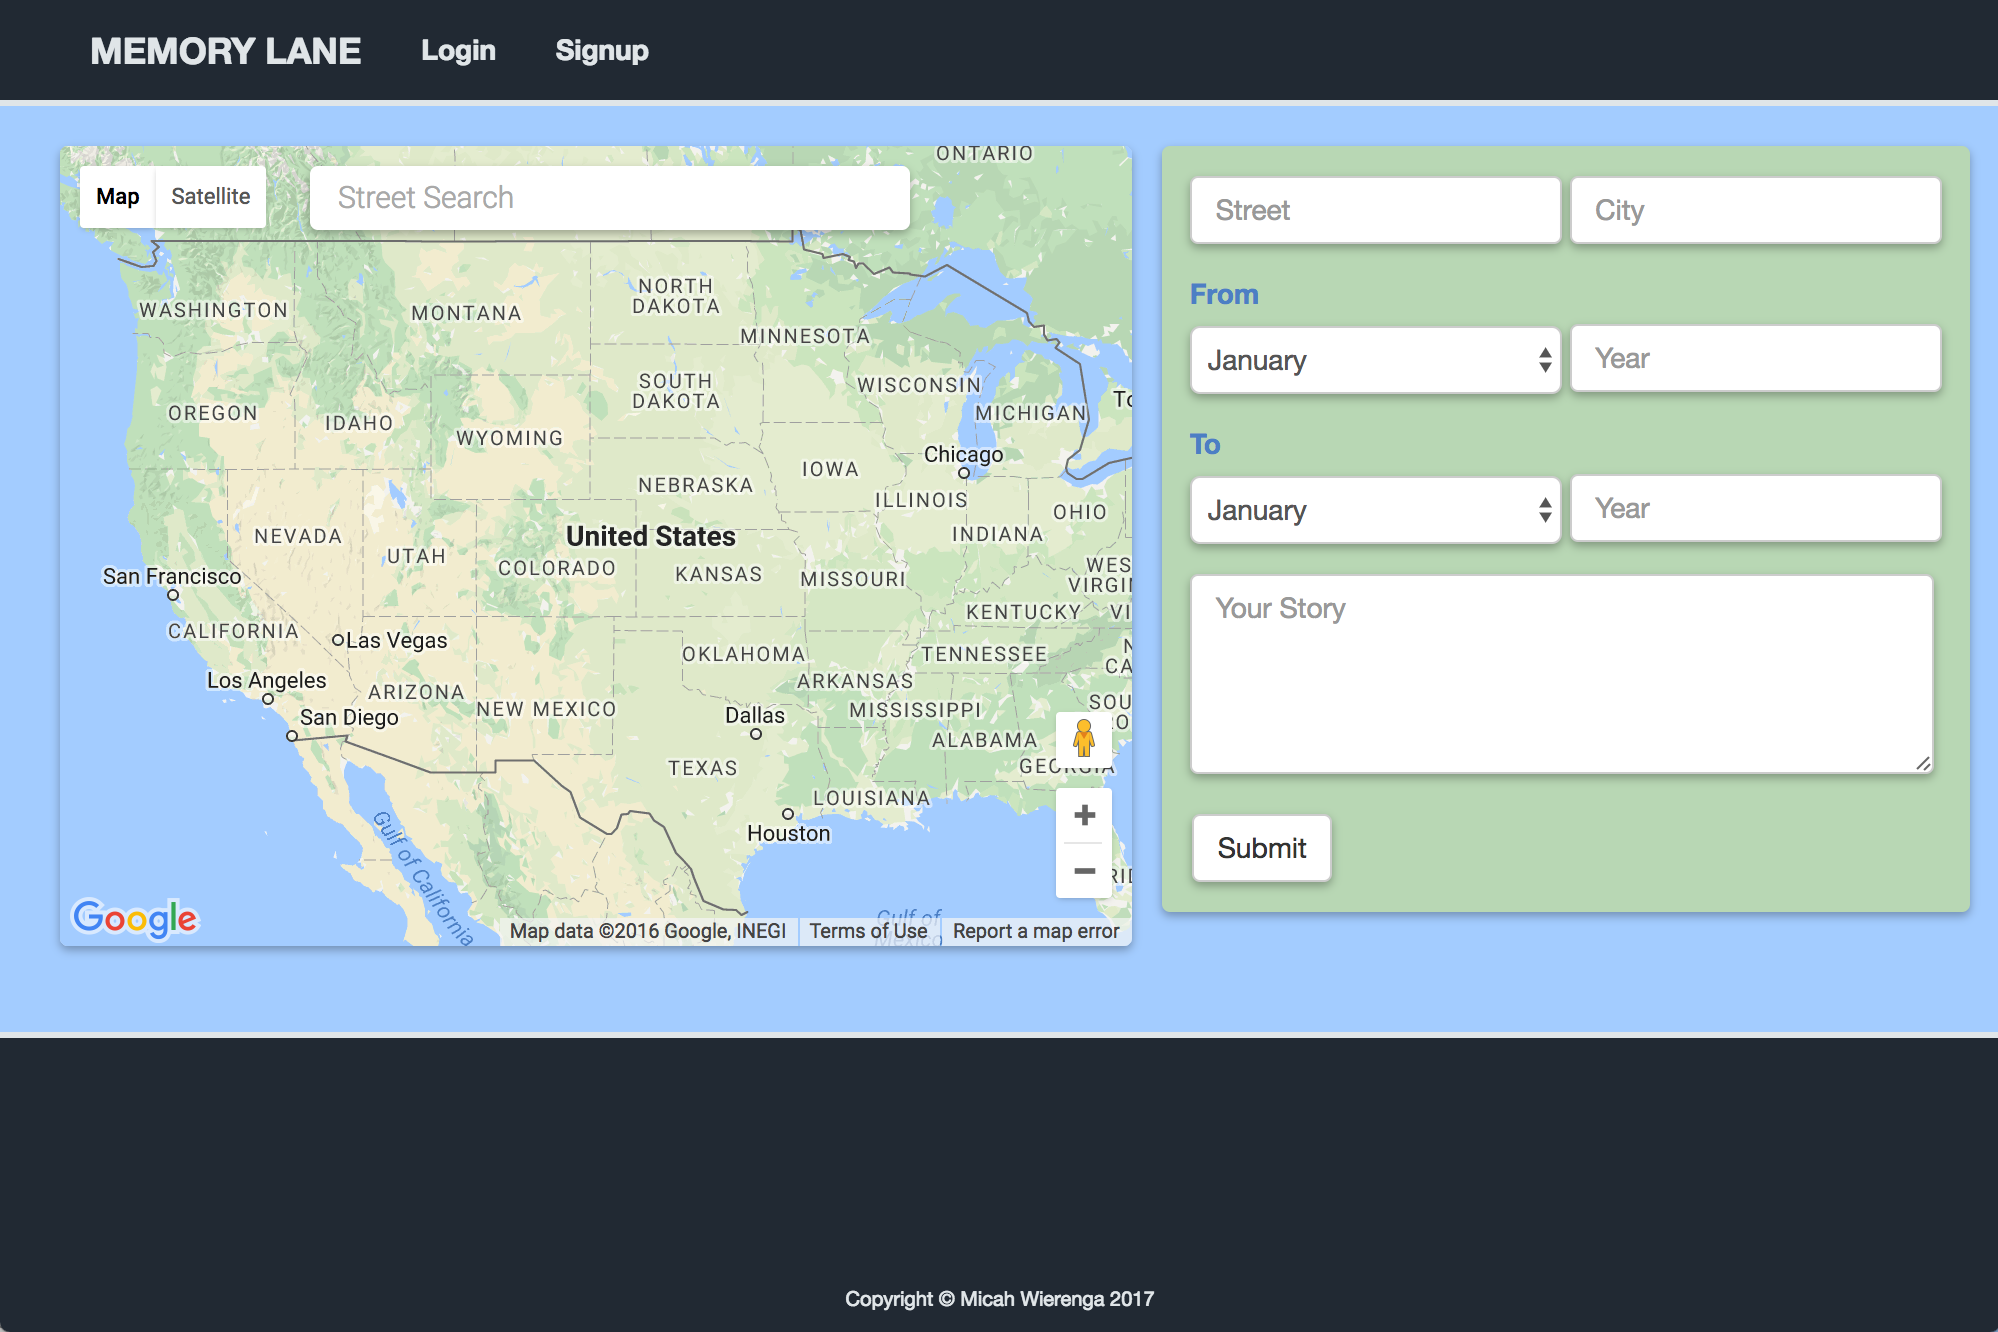 MEMORY LANE Login Signup
Map Satellite Street Search
ONTARIO
WASHINGTON
MONTANA
NORTH
DAKOTA
MINNESOTA
OREGON
IDAHO
WYOMING
SOUTH
DAKOTA
WISCONSIN
MICHIGAN
To
Chicago
IOWA
NEBRASKA
ILLINOIS
OHIO
INDIANA
NEVADA
UTAH
United States
COLORADO
KANSAS
MISSOURI
WES
VIRGIN
San Francisco
CALIFORNIA
Las Vegas
KENTUCKY
VI
OKLAHOMA
TENNESSEE
N
CA
Los Angeles
ARIZONA
NEW MEXICO
ARKANSAS
San Diego
Dallas
MISSISSIPPI
SOU
RO
ALABAMA
TEXAS
GEORGIA
LOUISIANA
Houston
Gulf of California
RID
Gulf of
Mexico
Google
Map data ©2016 Google, INEGI Terms of Use Report a map error
Street City
From
January Year
To
January Year
Your Story
Submit
Copyright © Micah Wierenga 2017